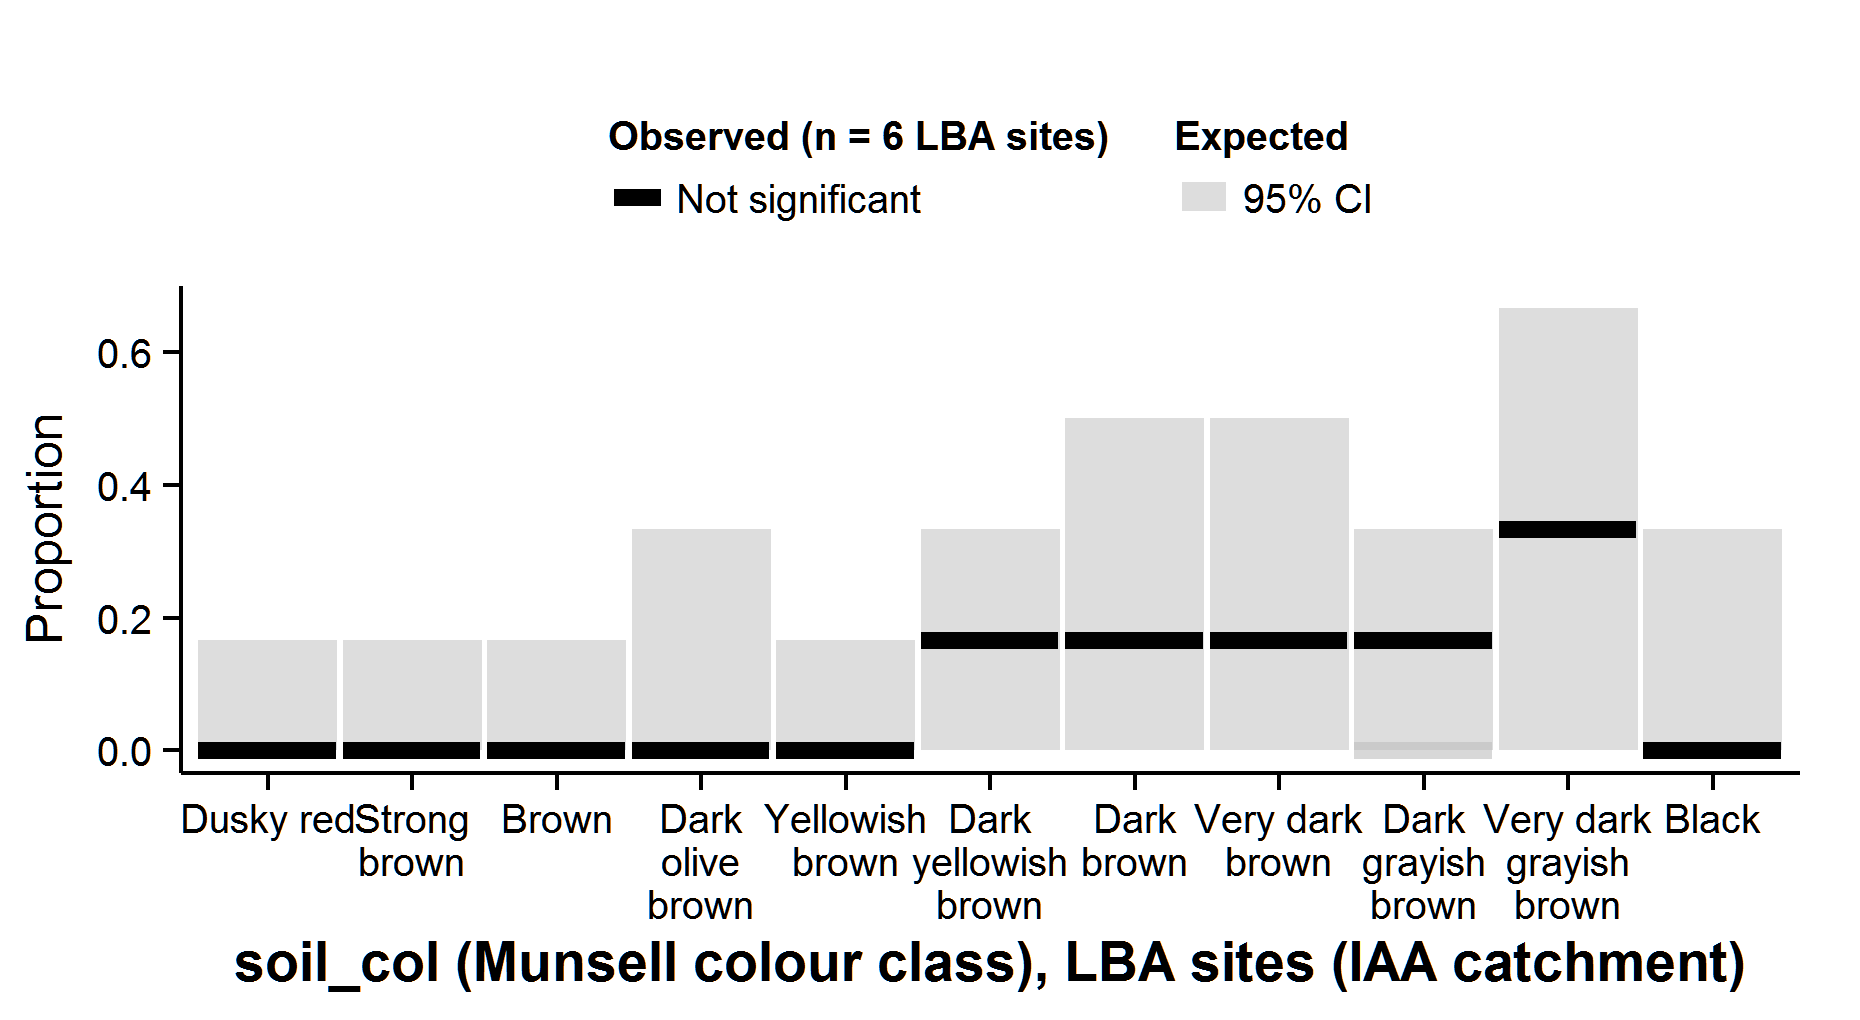 Observed (n = 6 LBA sites) Expected
Not significant 95% CI
Proportion
0.6
0.4
0.2
0.0
Dusky red Strong Brown Dark Yellowish Dark Dark Very dark Dark Very dark Black
brown olive brown yellowish brown brown grayish grayish
brown brown brown brown
soil_col (Munsell colour class), LBA sites (IAA catchment)